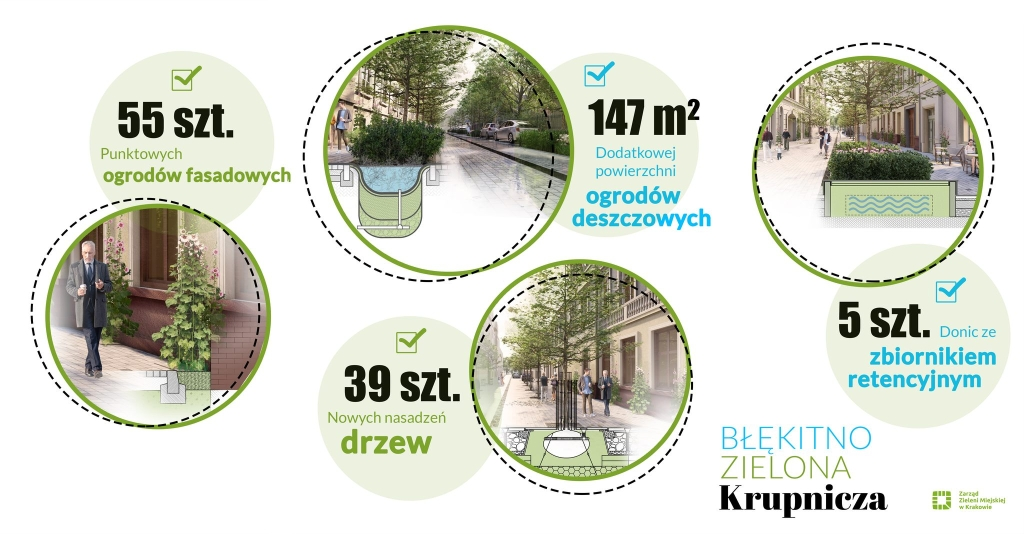 55 szt.
Punktowych
ogrodów fasadowych
147 m²
Dodatkowej
powierzchni
ogrodów
deszczowych
39 szt.
Nowych nasadzeń
drzew
5 szt. Donic ze
zbiornikiem
retencyjnym
BŁĘKITNO
ZIELONA
Krupnicza
Zarząd
Zieleni Miejskiej
w Krakowie